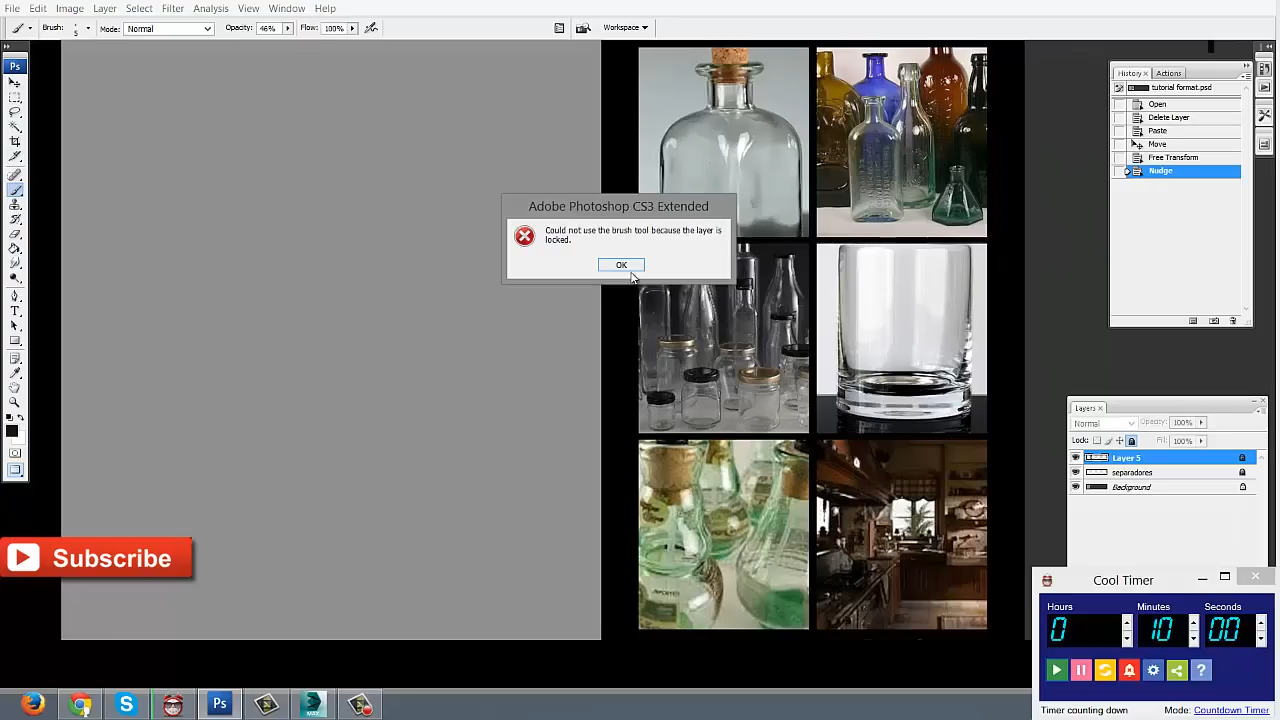 File Edit Image Layer Select Filter Analysis View Window Help
Brush: 5 Mode: Normal Opacity: 46% Flow: 100% Workspace
Ps
History Actions
tutorial format.psd
Open
Delete Layer
Paste
Move
Free Transform
Nudge
Adobe Photoshop CS3 Extended
Could not use the brush tool because the layer is
locked.
OK
Layers
Normal Opacity: 100%
Lock: Fill: 100%
Layer 5
separadores
Background
Subscribe
Cool Timer
Hours Minutes Seconds
0 10 00
Timer counting down Mode: Countdown Timer
Ps